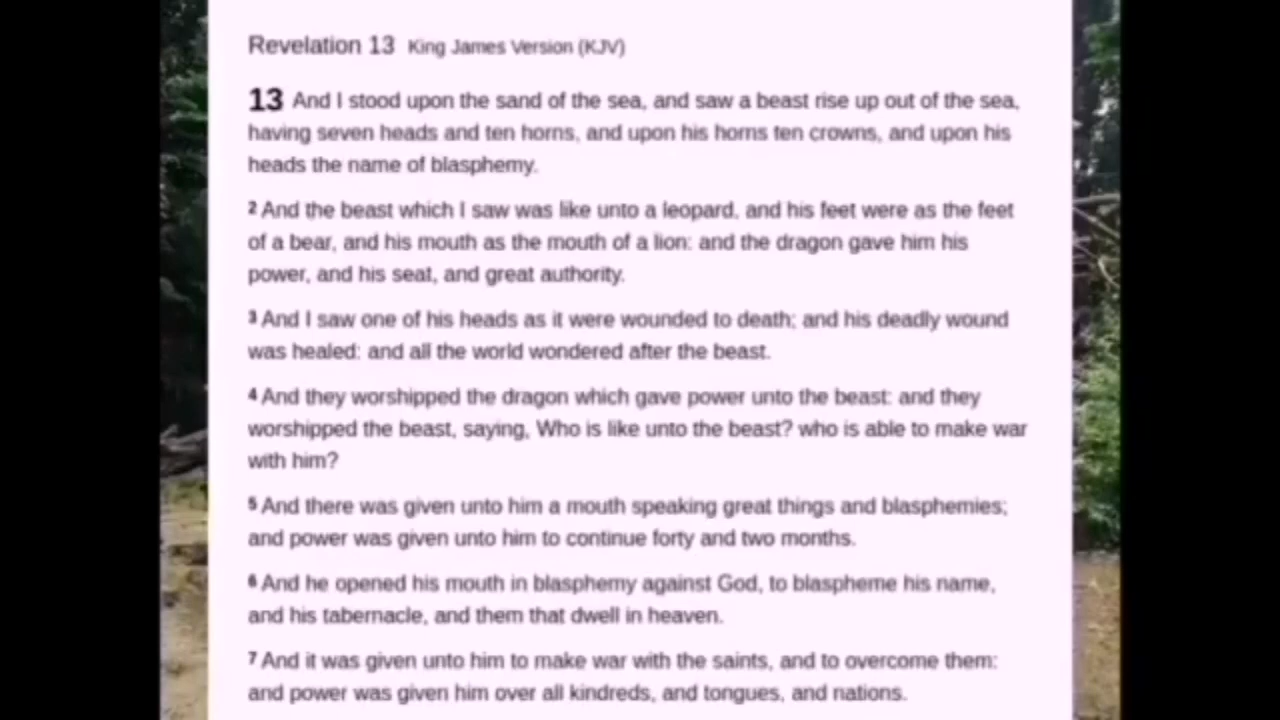 Revelation 13 King James Version (KJV)
13 And I stood upon the sand of the sea, and saw a beast rise up out of the sea,
having seven heads and ten horns, and upon his horns ten crowns, and upon his
heads the name of blasphemy.
2 And the beast which I saw was like unto a leopard, and his feet were as the feet
of a bear, and his mouth as the mouth of a lion: and the dragon gave him his
power, and his seat, and great authority.
3 And I saw one of his heads as it were wounded to death; and his deadly wound
was healed: and all the world wondered after the beast.
4 And they worshipped the dragon which gave power unto the beast: and they
worshipped the beast, saying, Who is like unto the beast? who is able to make war
with him?
5 And there was given unto him a mouth speaking great things and blasphemies;
and power was given unto him to continue forty and two months.
6 And he opened his mouth in blasphemy against God, to blaspheme his name,
and his tabernacle, and them that dwell in heaven.
7 And it was given unto him to make war with the saints, and to overcome them:
and power was given him over all kindreds, and tongues, and nations.